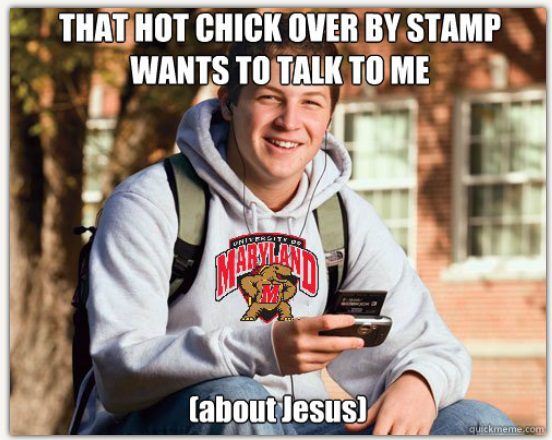 THAT HOT CHICK OVER BY STAMP
WANTS TO TALK TO ME
UNIVERSITY OF
MARYLAND
M
(about Jesus)
quickmeme.com